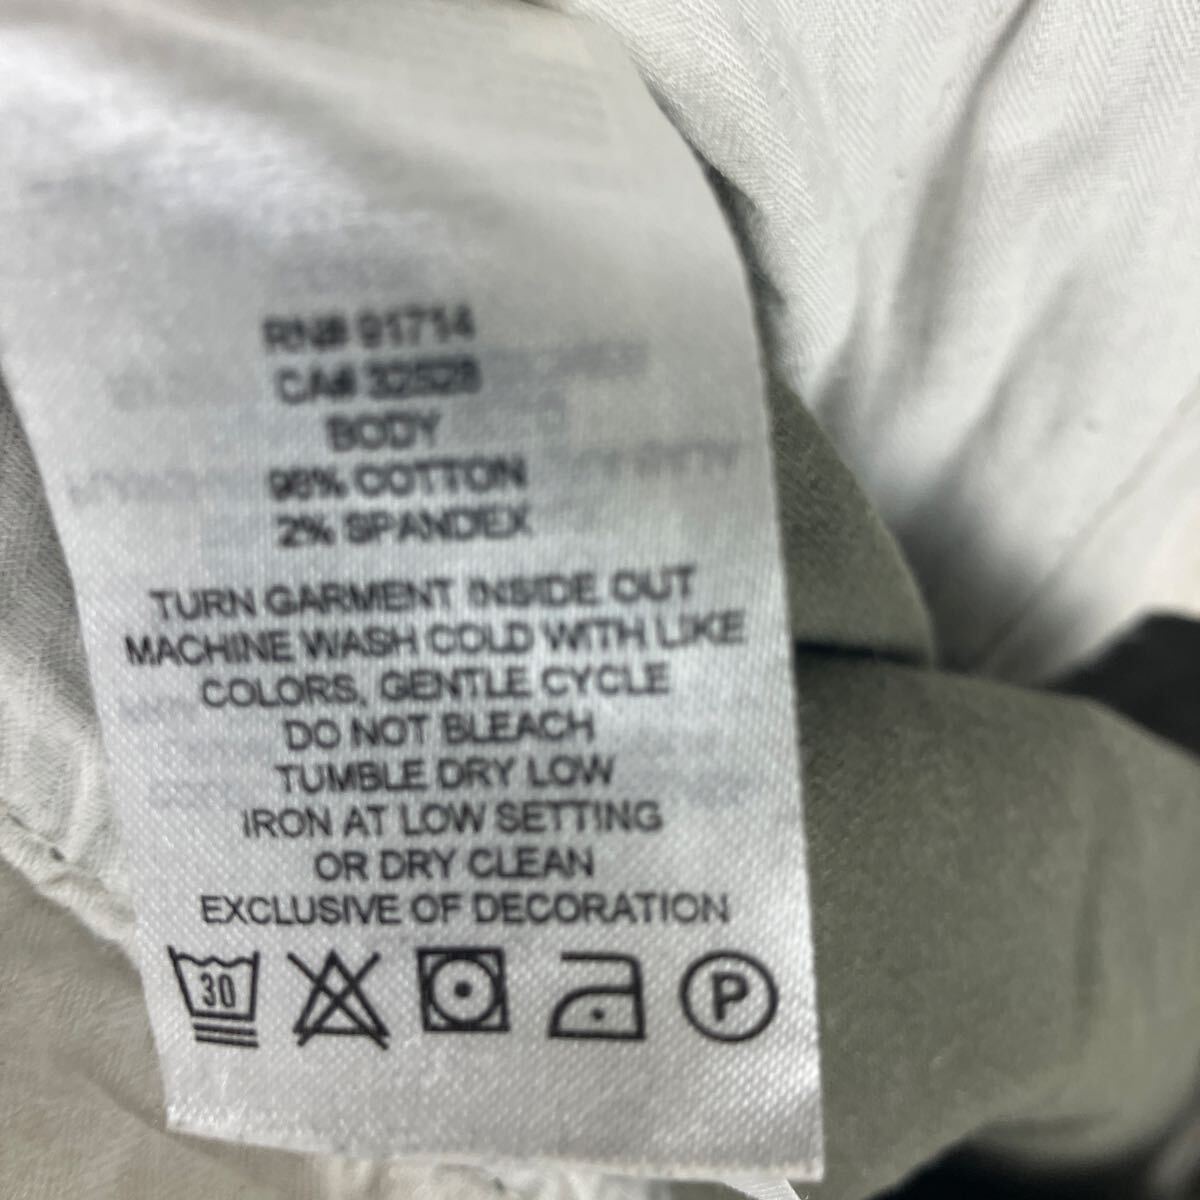 RN# 91714
CA# 32528
BODY
98% COTTON
2% SPANDEX
TURN GARMENT INSIDE OUT
MACHINE WASH COLD WITH LIKE
COLORS, GENTLE CYCLE
DO NOT BLEACH
TUMBLE DRY LOW
IRON AT LOW SETTING
OR DRY CLEAN
EXCLUSIVE OF DECORATION
30 P